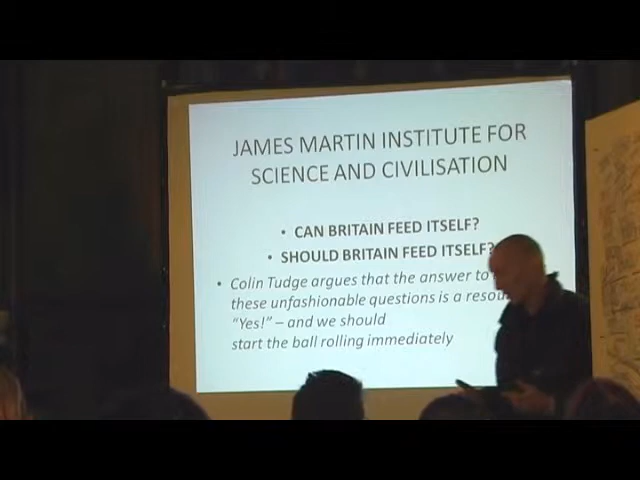 JAMES MARTIN INSTITUTE FOR
SCIENCE AND CIVILISATION
• CAN BRITAIN FEED ITSELF?
• SHOULD BRITAIN FEED ITSELF?
• Colin Tudge argues that the answer to
these unfashionable questions is a
"Yes!" – and we should
start the ball rolling immediately